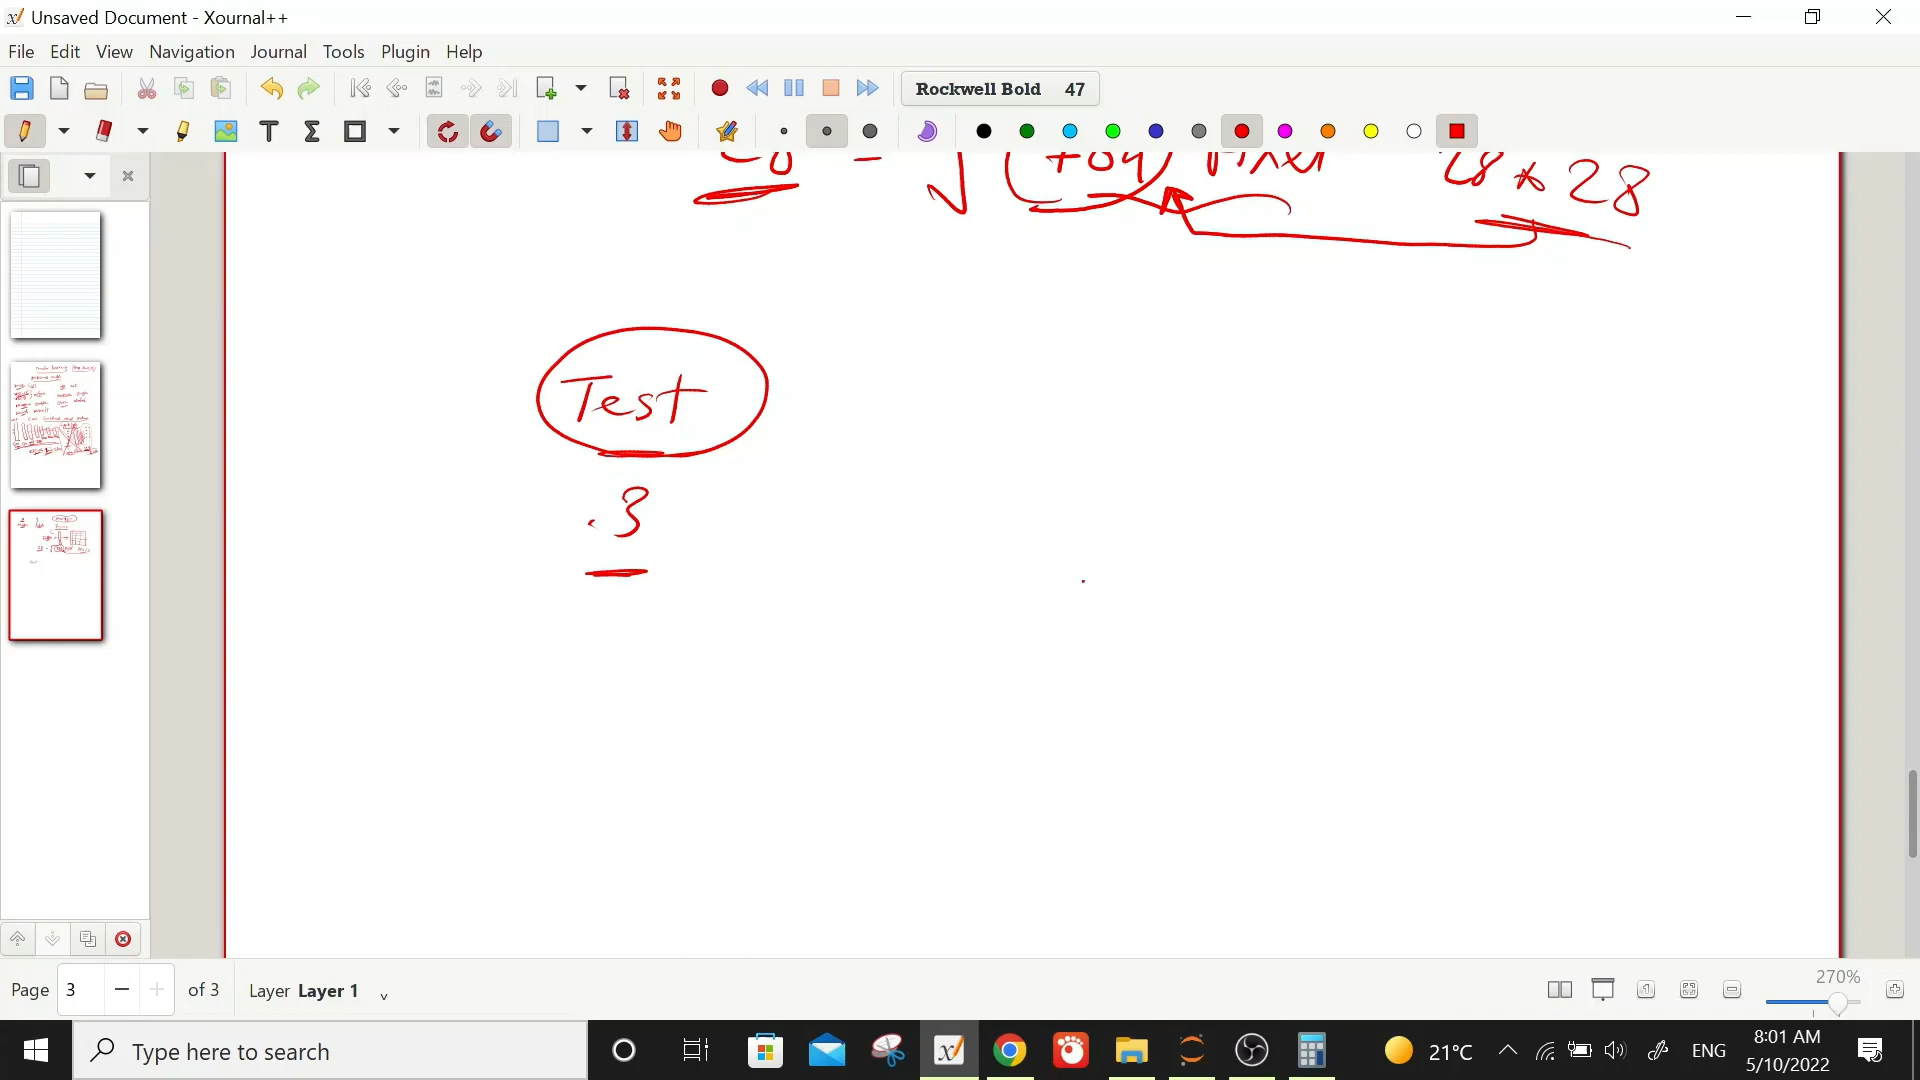 Unsaved Document - Xournal++
File Edit View Navigation Journal Tools Plugin Help
Rockwell Bold 47
28 * 28
Test
. 3
Page 3 of 3 Layer Layer 1
270%
Type here to search
21°C
ENG
8:01 AM
5/10/2022